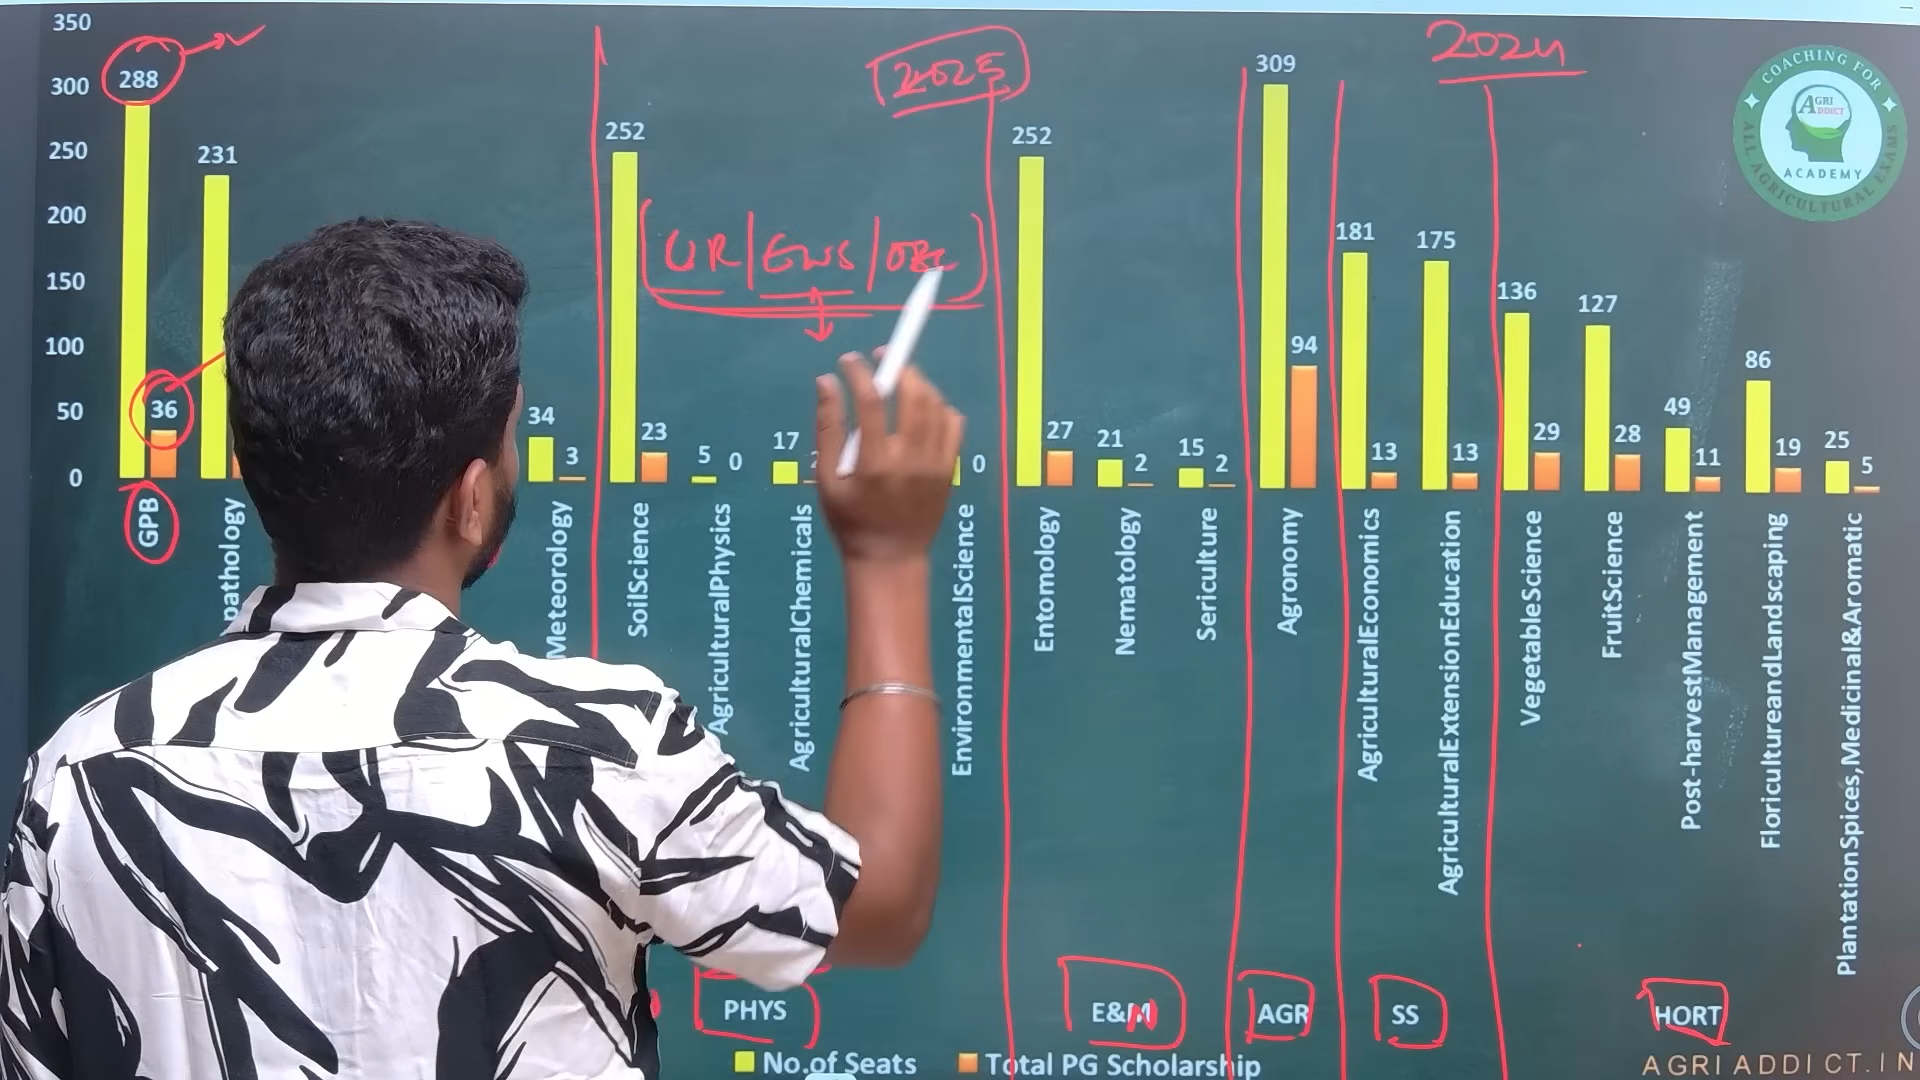 350
300
250
200
150
100
50
0
2025
2024
UR/EWS/OBC
288
36
231
34
3
252
23
5
0
17
0
252
27
21
2
15
2
309
94
181
13
175
13
136
29
127
28
49
11
86
19
25
5
GPB
pathology
Meteorology
SoilScience
AgriculturalPhysics
AgriculturalChemicals
EnvironmentalScience
Entomology
Nematology
Sericulture
Agronomy
AgriculturalEconomics
AgriculturalExtensionEducation
VegetableScience
FruitScience
Post-harvestManagement
FloricultureandLandscaping
PlantationSpices,Medicinal&Aromatic
PHYS
E&N
AGR
SS
HORT
No.of Seats
Total PG Scholarship
COACHING FOR
ALL AGRICULTURAL EXAMS
AGRI
ADDICT
ACADEMY
AGRIADDICT.IN